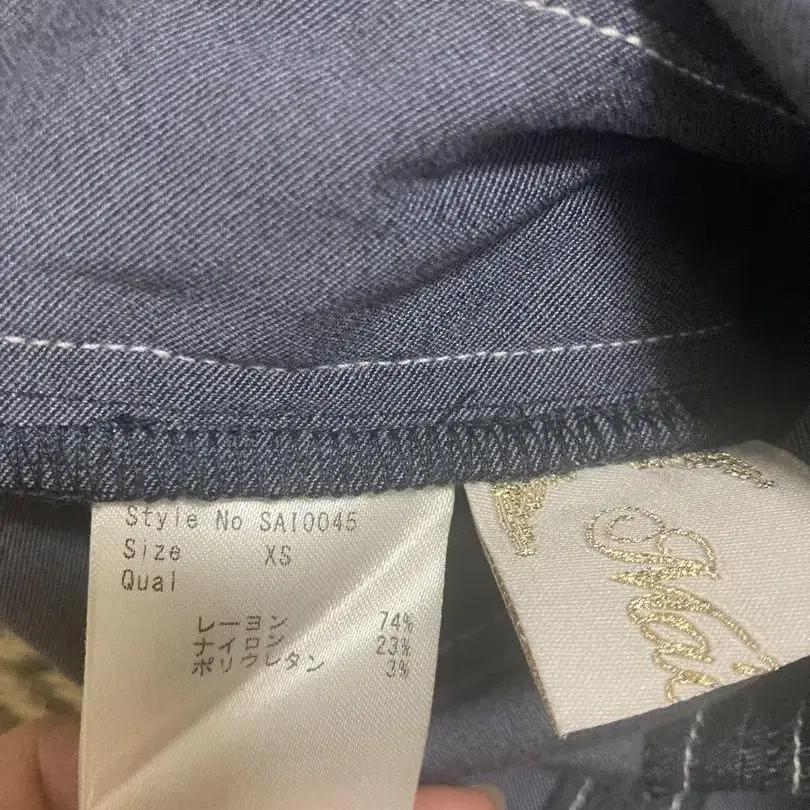 Style No SAI0045
Size XS
Qual
レーヨン 74%
ナイロン 23%
ポリウレタン 3%